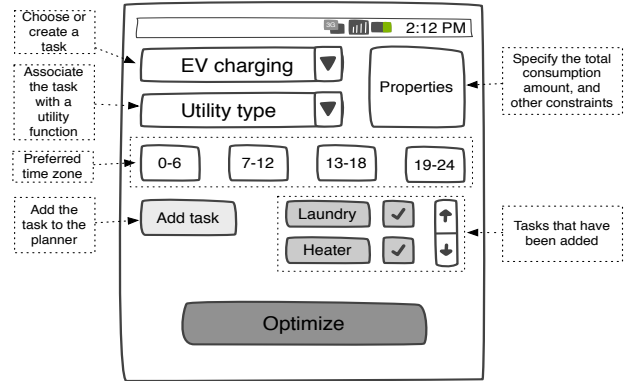 Choose or
create a
task
3G
2:12 PM
EV charging
Properties
Specify the total
consumption
amount, and
other constraints
Associate
the task
with a
utility
function
Utility type
Preferred
time zone
0-6
7-12
13-18
19-24
Add the
task to the
planner
Add task
Laundry
Heater
Tasks that have
been added
Optimize